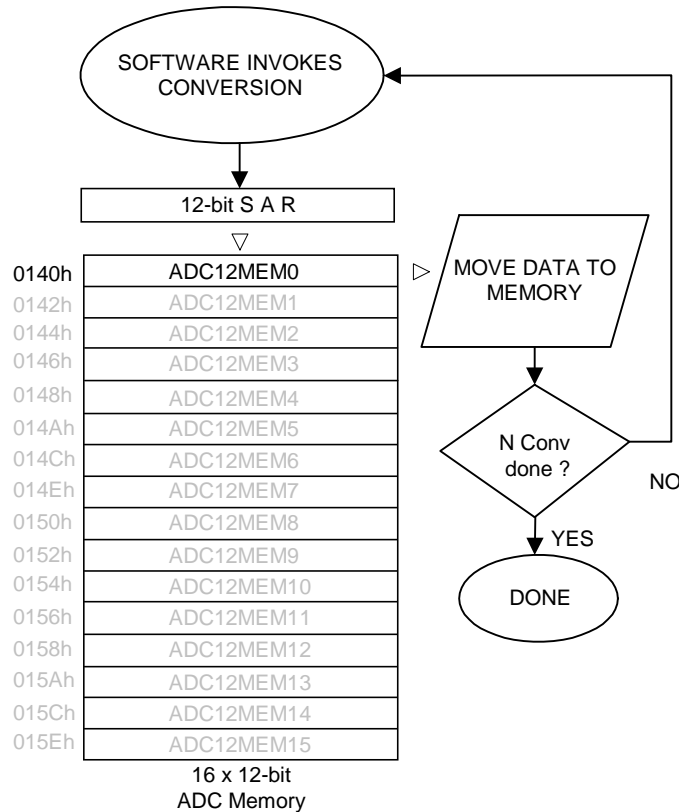 SOFTWARE INVOKES
CONVERSION
12-bit S A R
0140h ADC12MEM0
0142h ADC12MEM1
0144h ADC12MEM2
0146h ADC12MEM3
0148h ADC12MEM4
014Ah ADC12MEM5
014Ch ADC12MEM6
014Eh ADC12MEM7
0150h ADC12MEM8
0152h ADC12MEM9
0154h ADC12MEM10
0156h ADC12MEM11
0158h ADC12MEM12
015Ah ADC12MEM13
015Ch ADC12MEM14
015Eh ADC12MEM15
16 x 12-bit
ADC Memory
MOVE DATA TO
MEMORY
N Conv
done ?
NO
YES
DONE